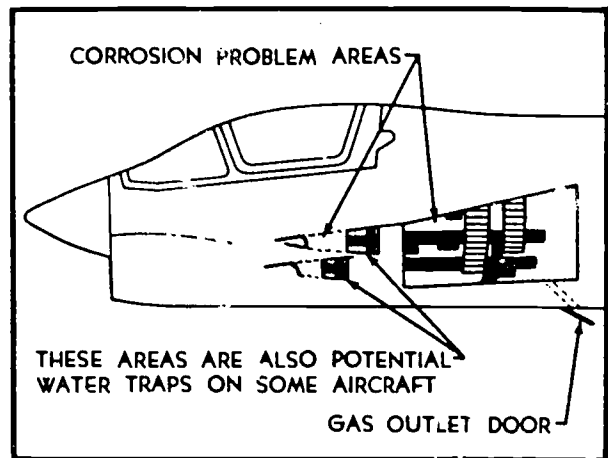 CORROSION PROBLEM AREAS
THESE AREAS ARE ALSO POTENTIAL
WATER TRAPS ON SOME AIRCRAFT
GAS OUTLET DOOR